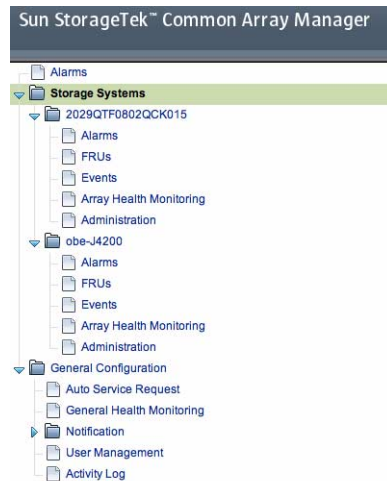 Sun StorageTek™ Common Array Manager
Alarms
Storage Systems
2029QTF0802QCK015
Alarms
FRUs
Events
Array Health Monitoring
Administration
obe-J4200
Alarms
FRUs
Events
Array Health Monitoring
Administration
General Configuration
Auto Service Request
General Health Monitoring
Notification
User Management
Activity Log